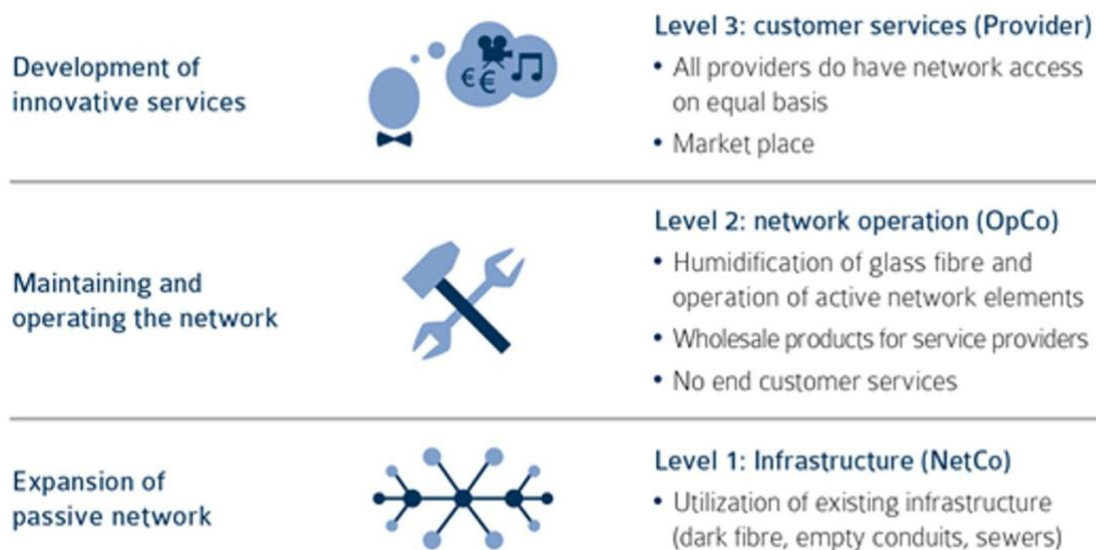 Development of
innovative services
€ €
Level 3: customer services (Provider)
• All providers do have network access
on equal basis
• Market place
Maintaining and
operating the network
Level 2: network operation (OpCo)
• Humidification of glass fibre and
operation of active network elements
• Wholesale products for service providers
• No end customer services
Expansion of
passive network
Level 1: Infrastructure (NetCo)
• Utilization of existing infrastructure
(dark fibre, empty conduits, sewers)